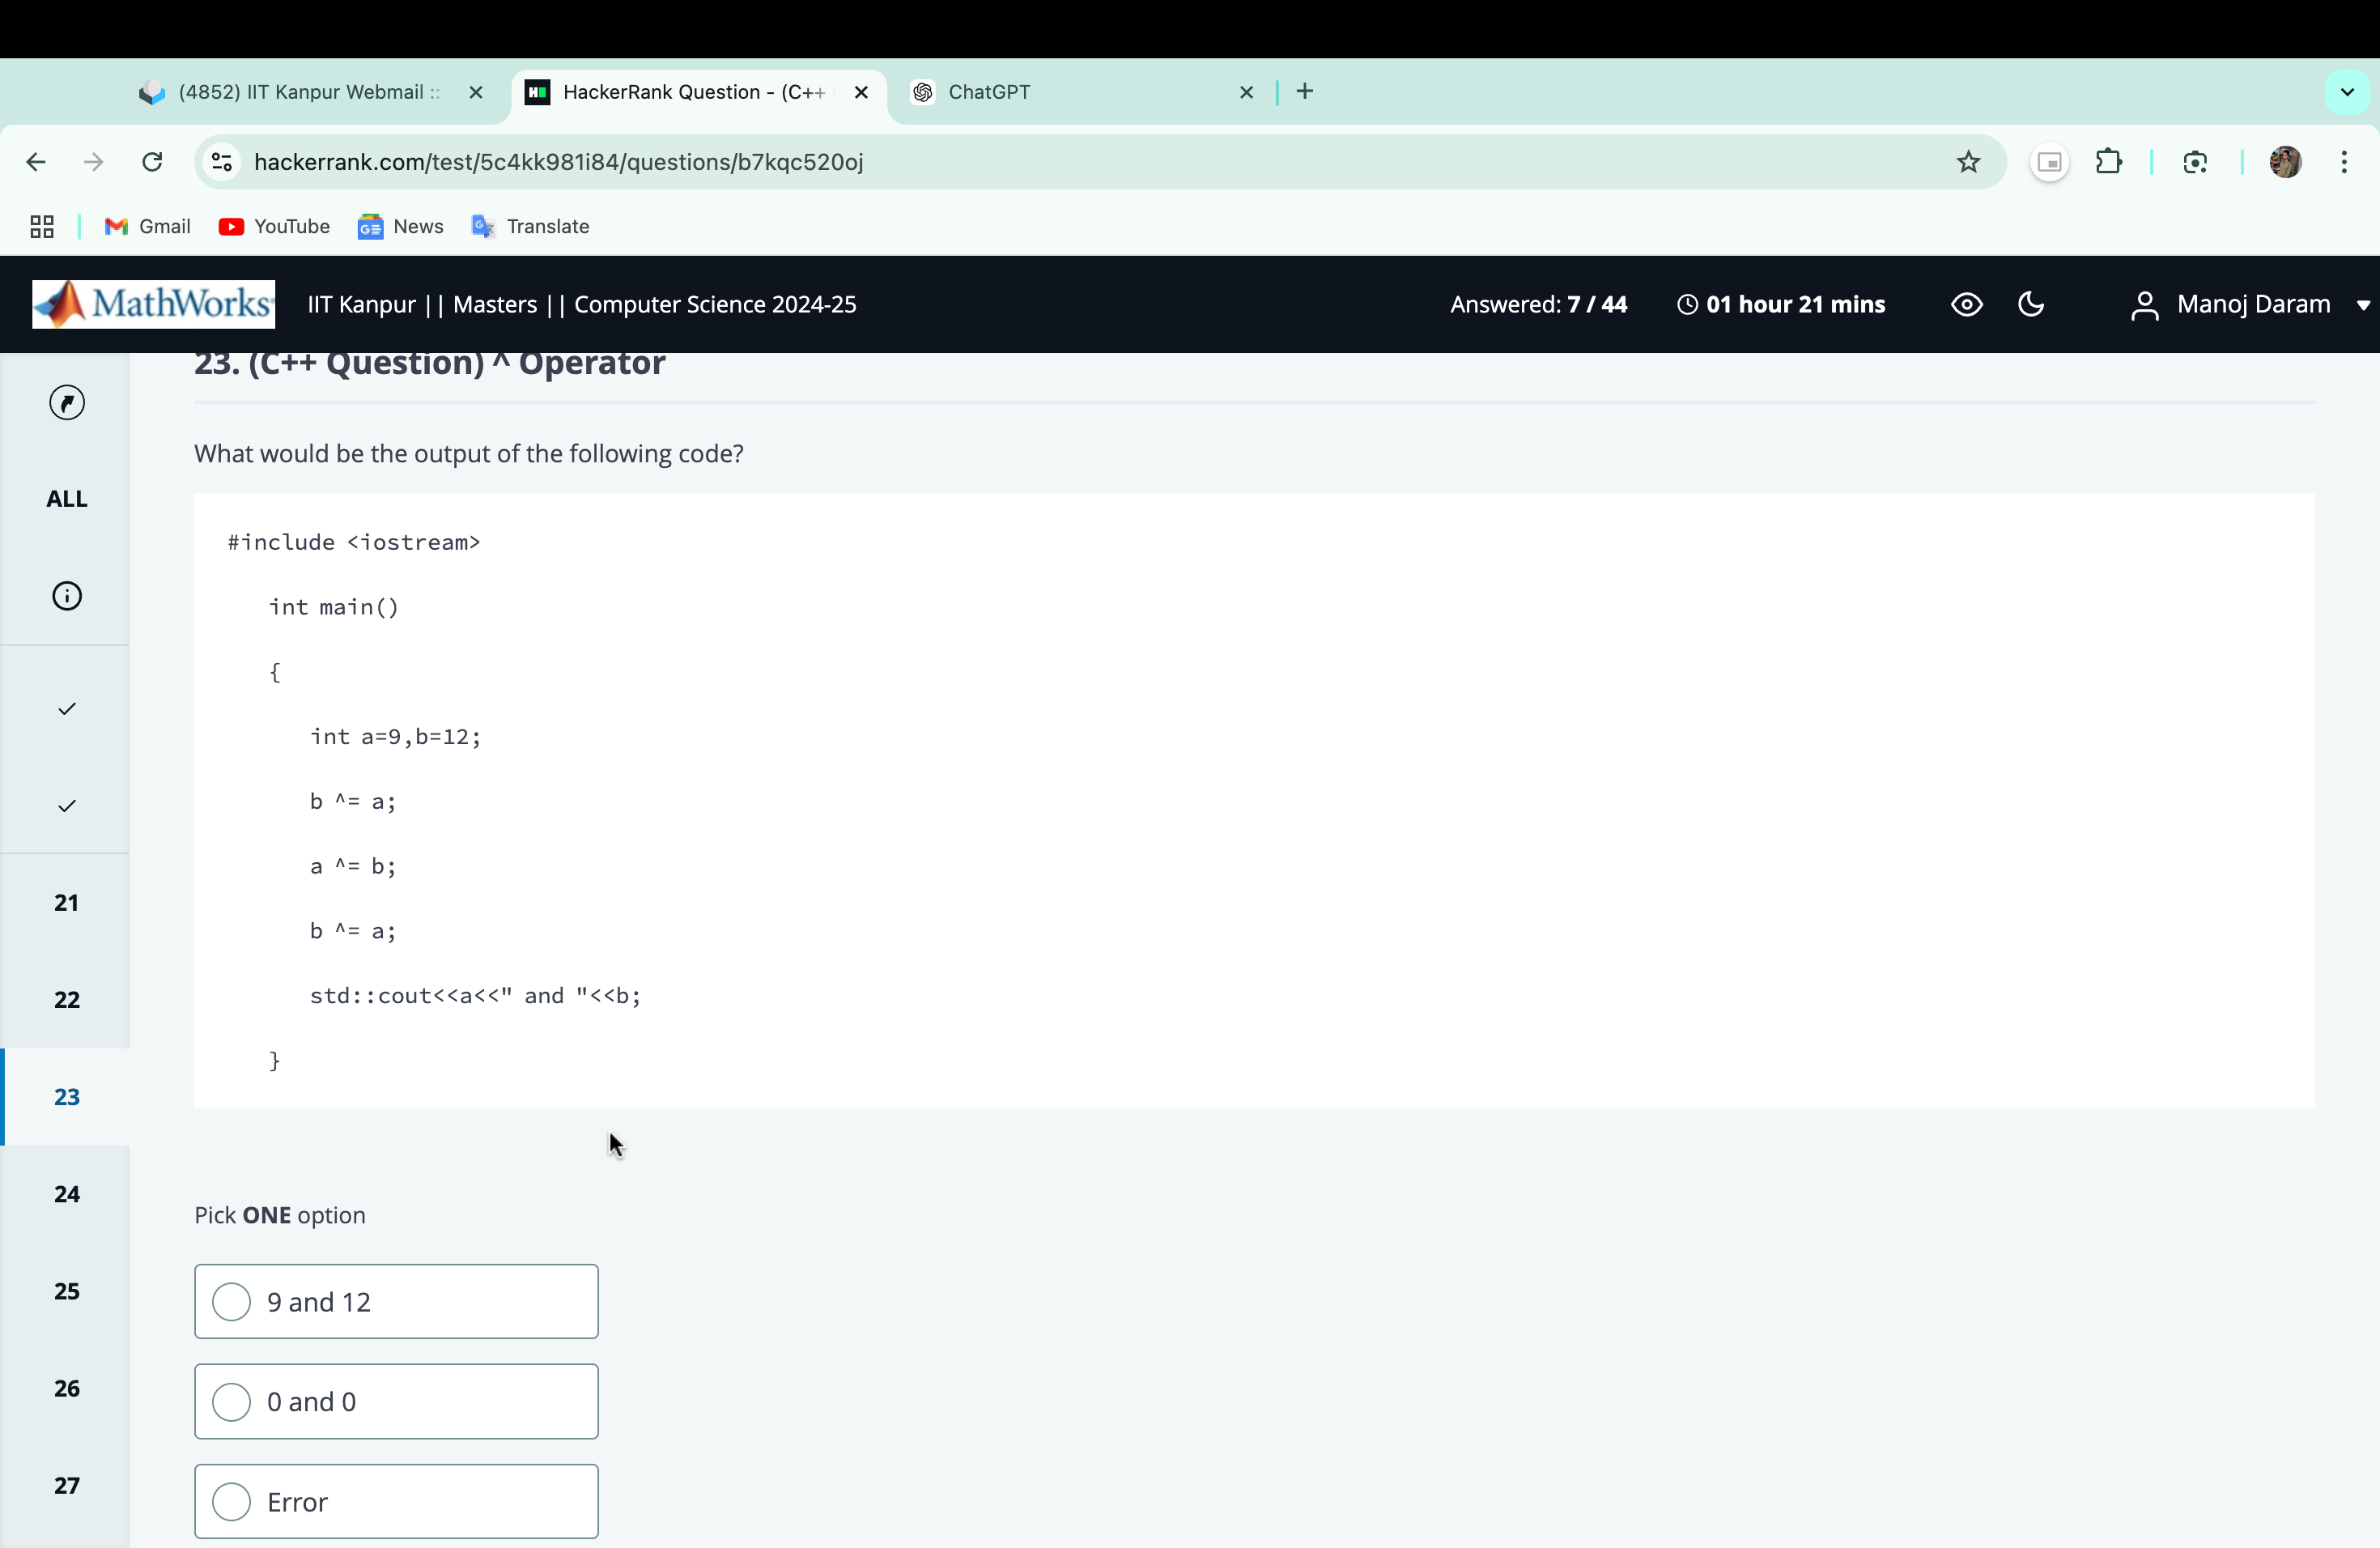 (4852) IIT Kanpur Webmail ::
HackerRank Question - (C++
ChatGPT
hackerrank.com/test/5c4kk981i84/questions/b7kqc520oj
Gmail
YouTube
News
Translate
MathWorks
IIT Kanpur || Masters || Computer Science 2024-25
Answered: 7 / 44
01 hour 21 mins
Manoj Daram
23. (C++ Question) ^ Operator
ALL
What would be the output of the following code?
#include <iostream>
int main()
{
int a=9,b=12;
b ^= a;
a ^= b;
b ^= a;
std::cout<<a<<" and "<<b;
}
21
22
23
24
25
26
27
Pick ONE option
9 and 12
0 and 0
Error